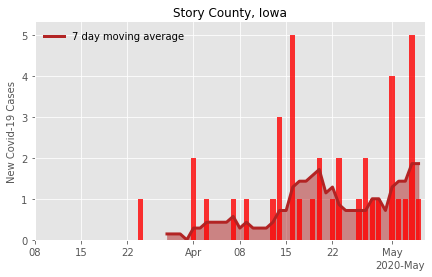 Story County, Iowa
7 day moving average
New Covid-19 Cases
5
4
3
2
1
0
08 15 22 Apr 08 15 22 May
2020-May